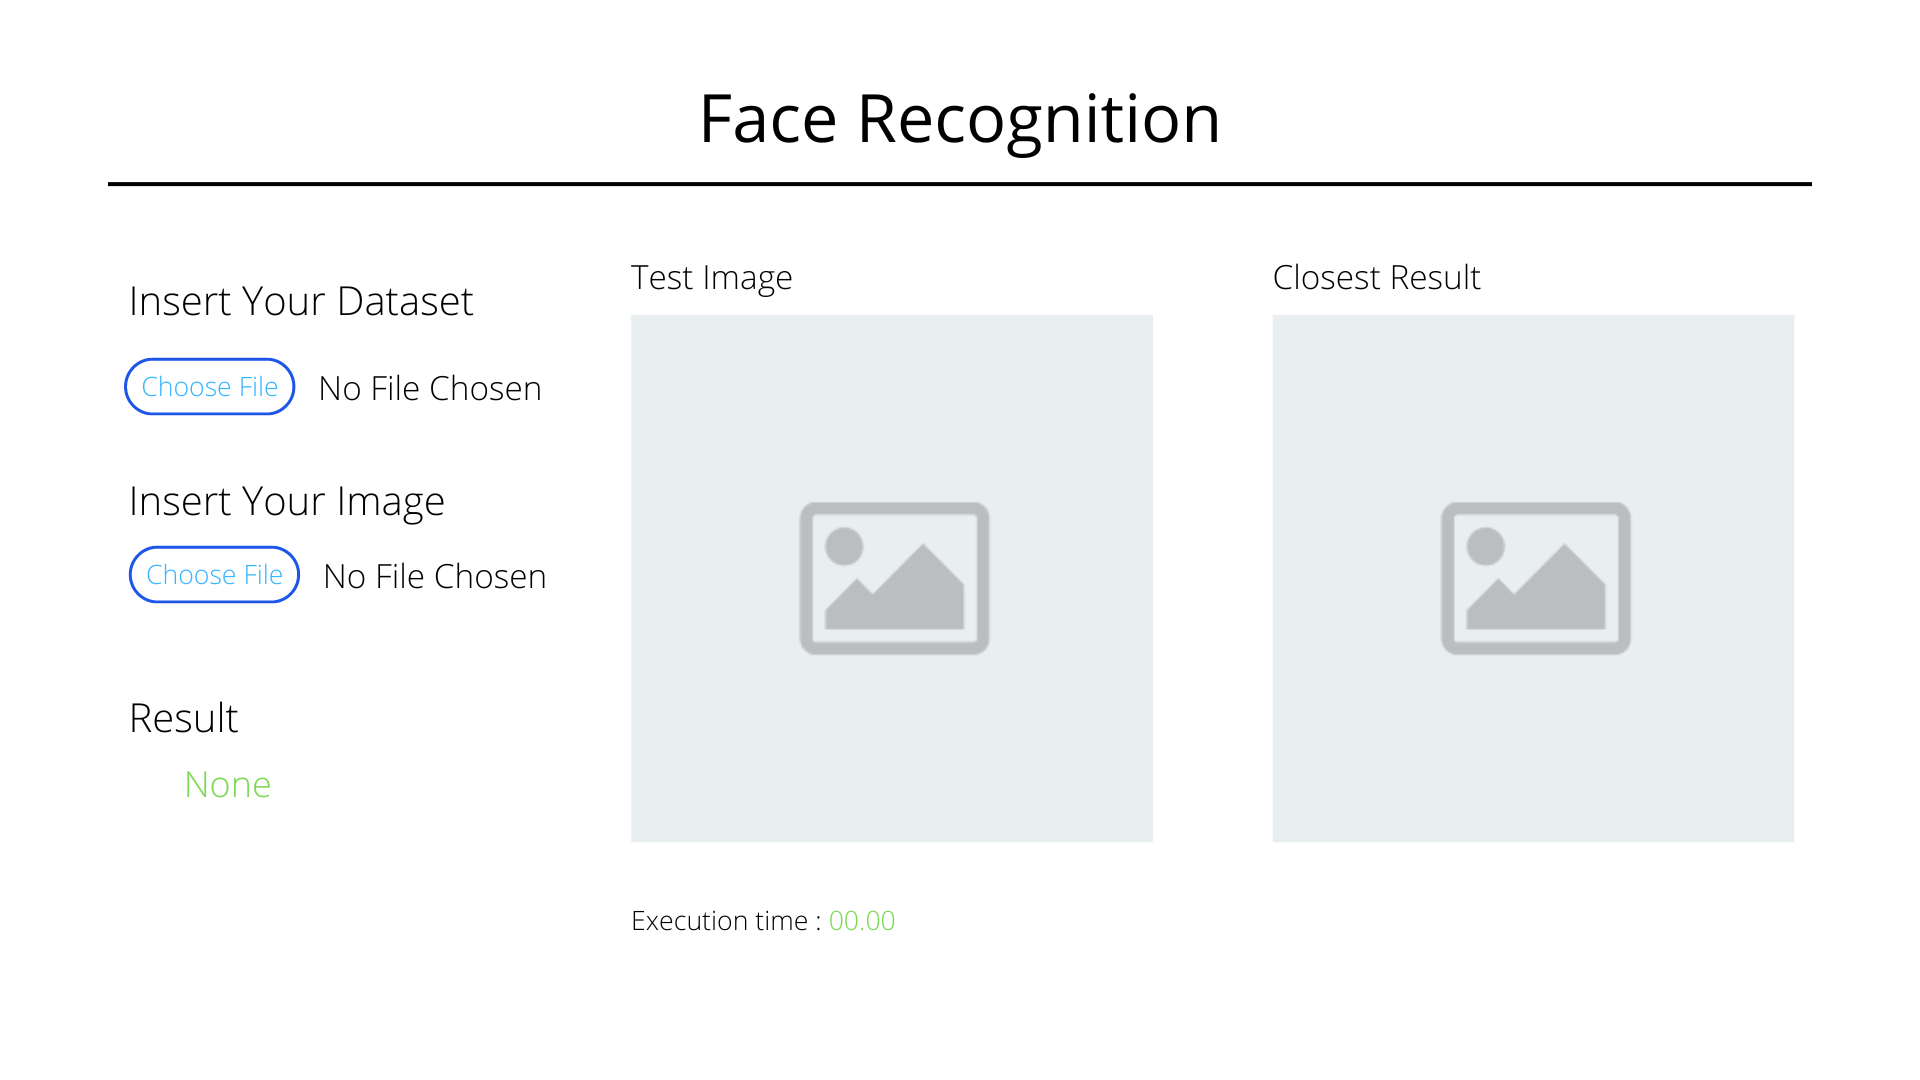 Face Recognition
Insert Your Dataset
Choose File No File Chosen
Insert Your Image
Choose File No File Chosen
Result
None
Test Image
Execution time : 00.00
Closest Result